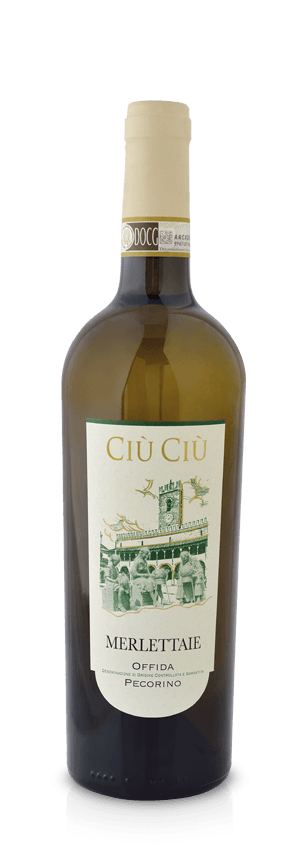 DOCG
CIÙ CIÙ
MERLETTAIE
OFFIDA
DENOMINAZIONE DI ORIGINE CONTROLLATA E GARANTITA
PECORINO